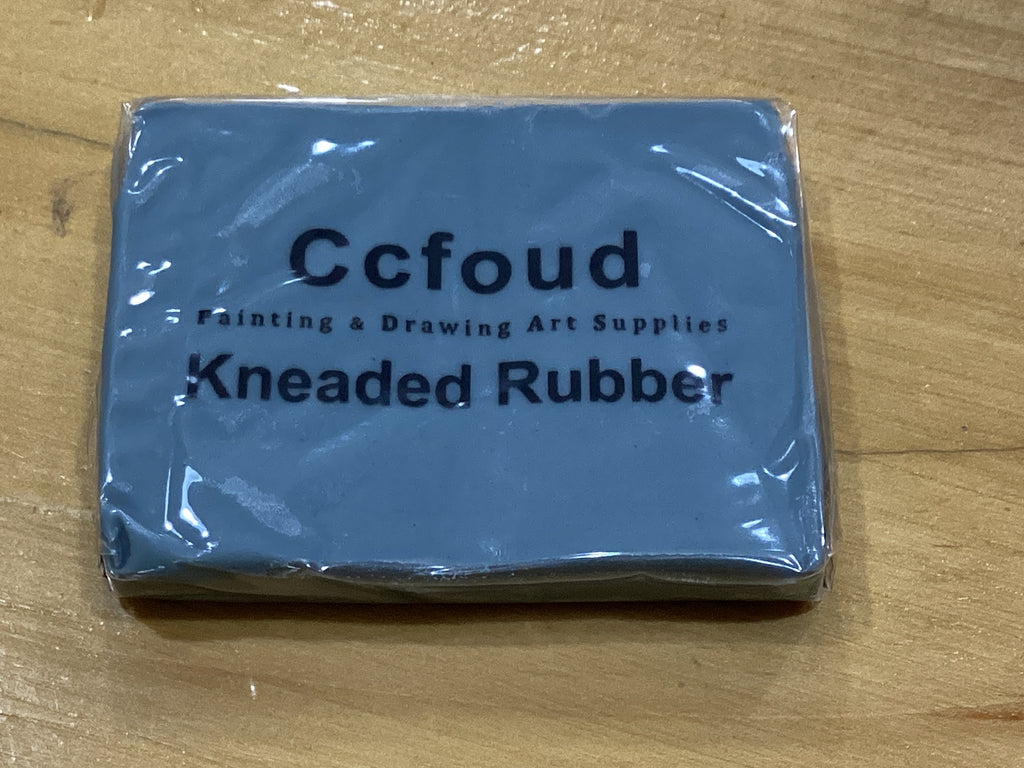 Ccfoud
Painting & Drawing Art Supplies
Kneaded Rubber